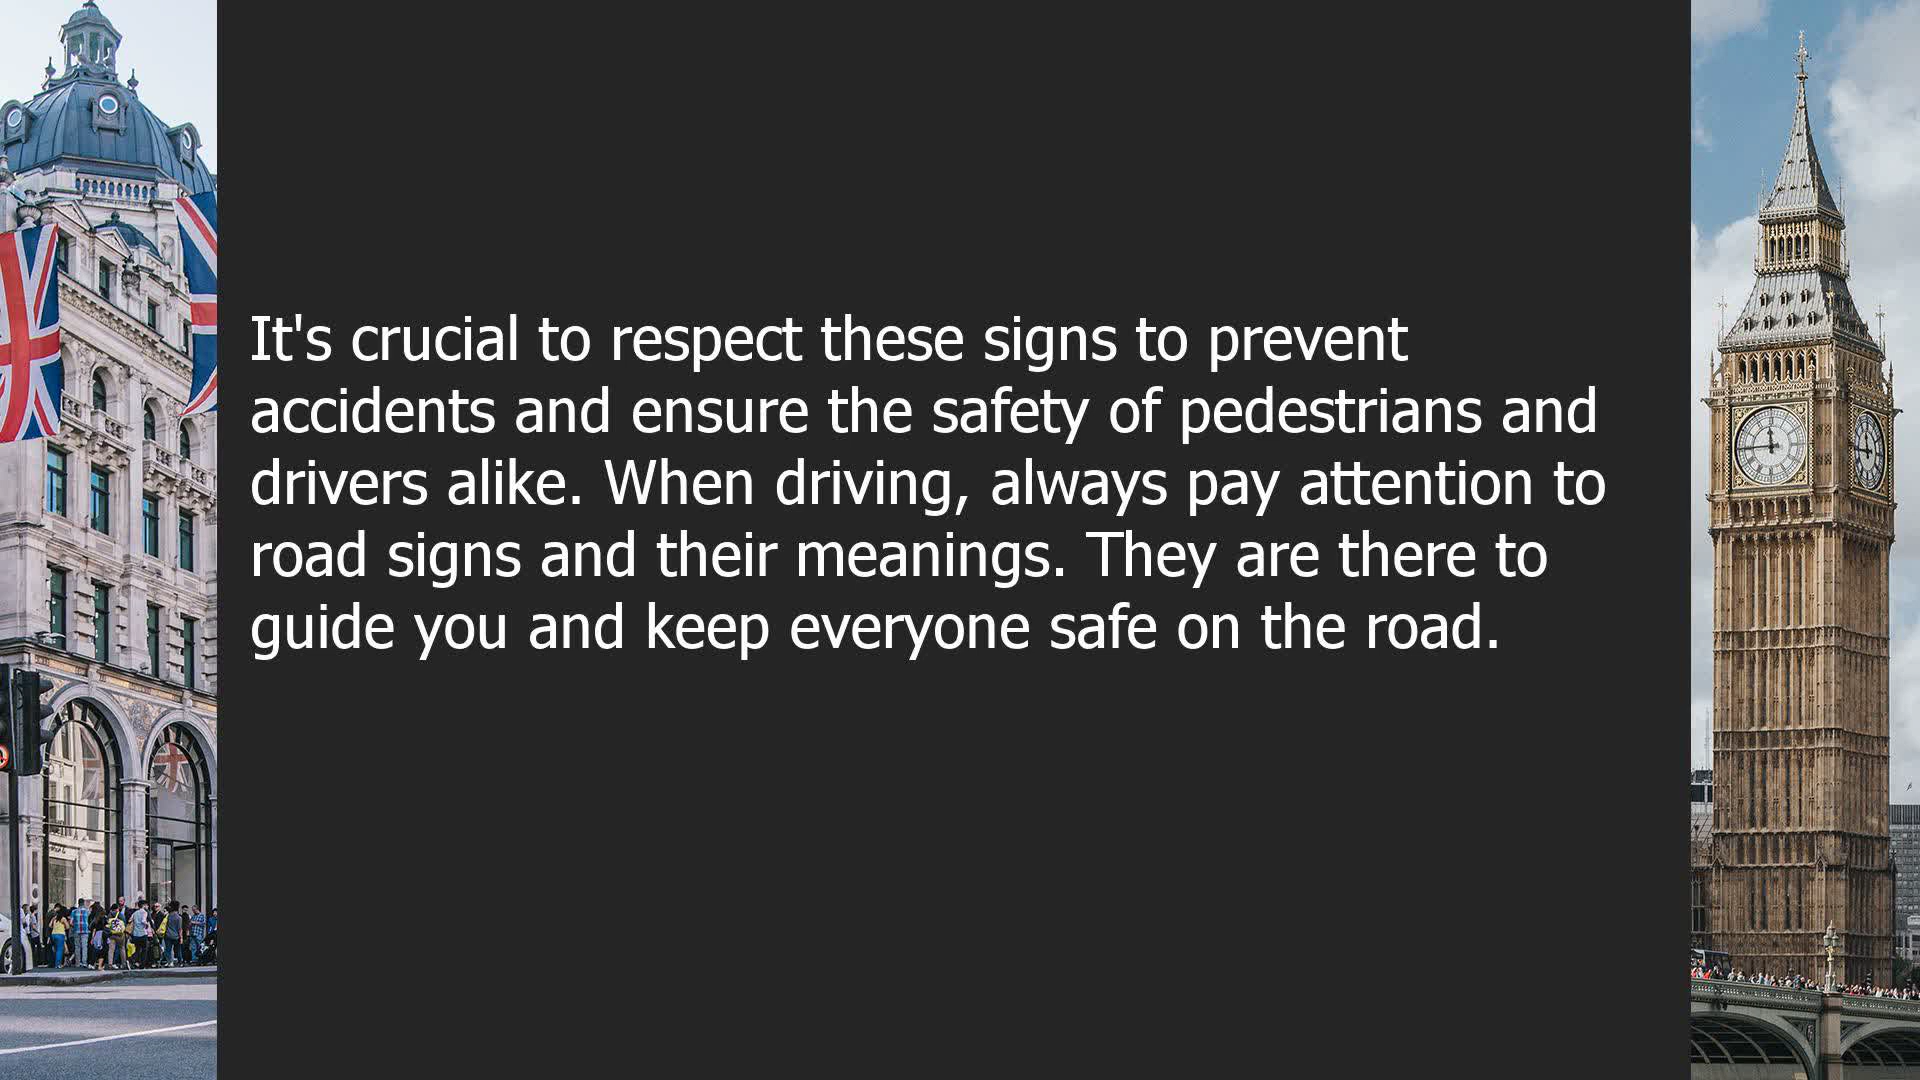 It's crucial to respect these signs to prevent
accidents and ensure the safety of pedestrians and
drivers alike. When driving, always pay attention to
road signs and their meanings. They are there to
guide you and keep everyone safe on the road.